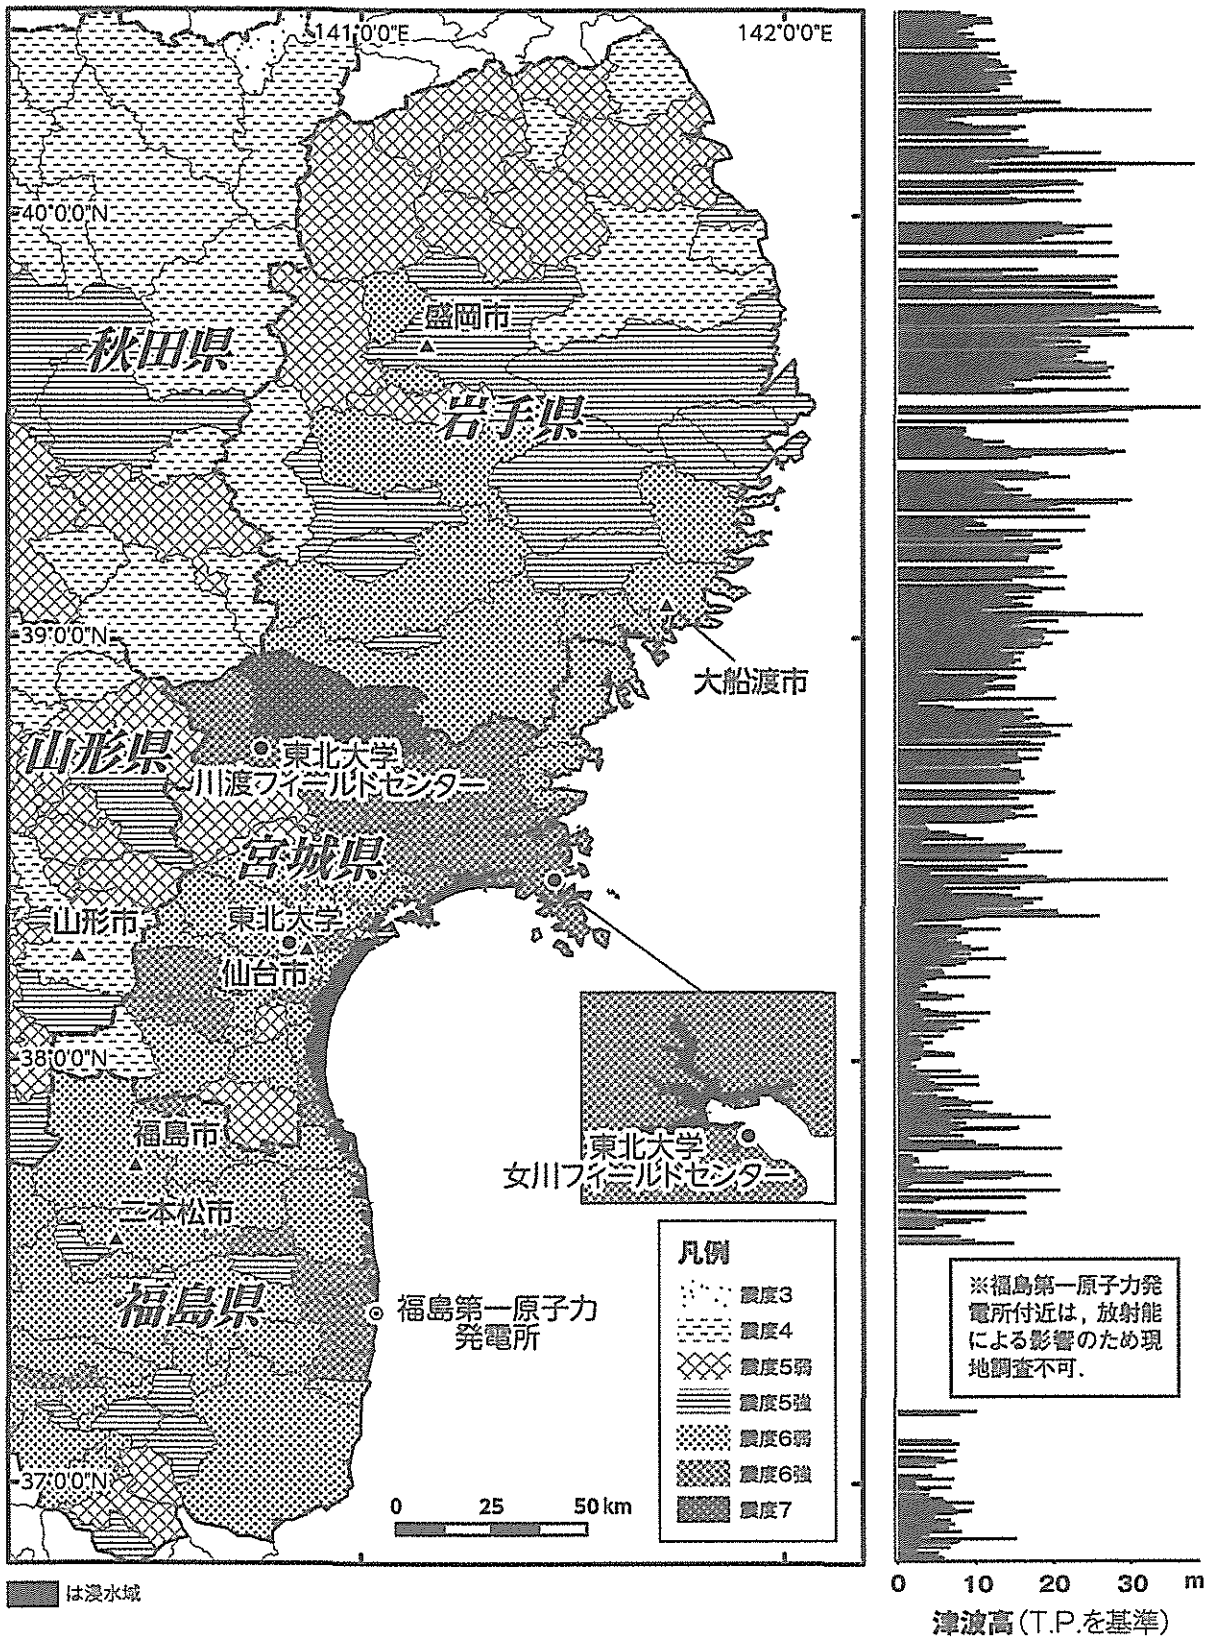 141°0'0"E
142°0'0"E
40°0'0"N
盛岡市
秋田県
岩手県
39°0'0"N
大船渡市
山形県
東北大学
川渡フィールドセンター
宮城県
山形市
東北大学
仙台市
38°0'0"N
福島市
東北大学
女川フィールドセンター
二本松市
福島県
福島第一原子力
発電所
凡例
震度3
震度4
震度5弱
震度5強
震度6弱
震度6強
震度7
37°0'0"N
0 25 50 km
は浸水域
※福島第一原子力発
電所付近は,放射能
による影響のため現
地調査不可.
0 10 20 30 m
津波高(T.P.を基準)